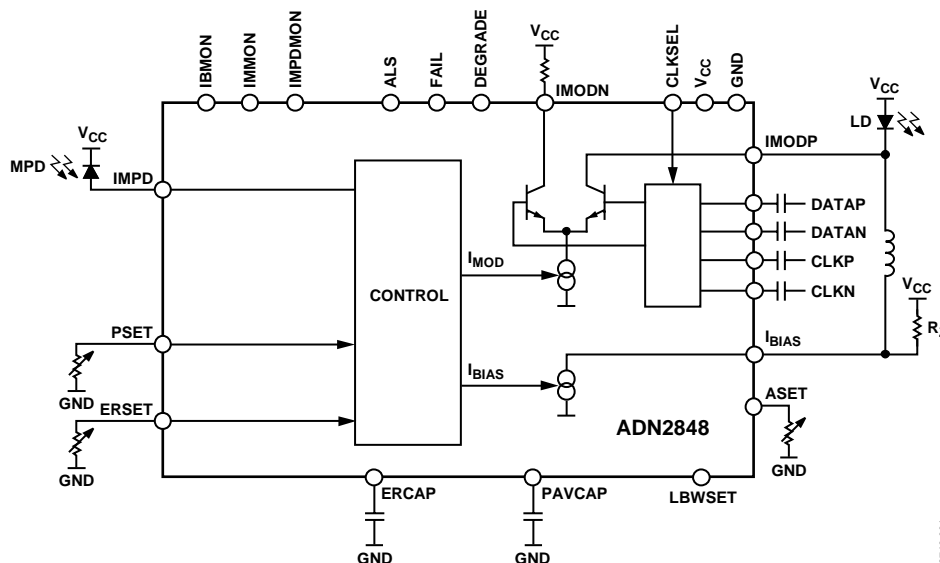 IBMON
IMMON
IMPDMON
ALS
FAIL
DEGRADE
VCC
IMODN
CLKSEL
VCC
GND
VCC
LD
IMODP
VCC
MPD
IMPD
DATAP
DATAN
CLKP
CLKN
IMOD
CONTROL
VCC
PSET
GND
IBIAS
IBIAS
ERSET
GND
ASET
ADN2848
GND
ERCAP
GND
PAVCAP
GND
LBWSET